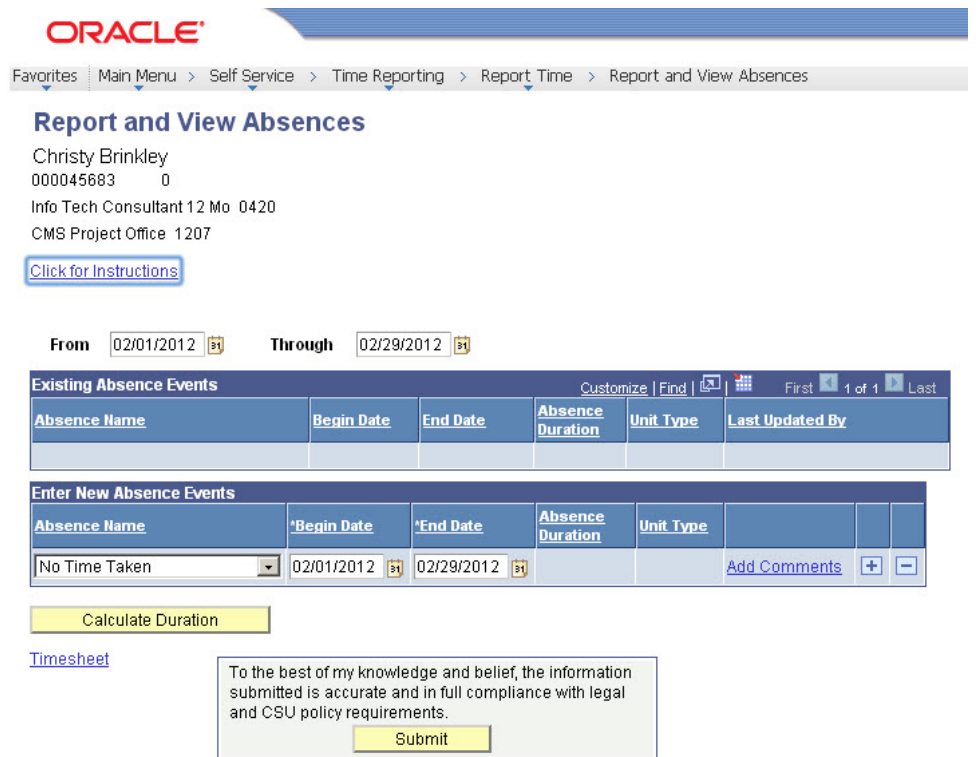 ORACLE
Favorites Main Menu > Self Service > Time Reporting > Report Time > Report and View Absences
Report and View Absences
Christy Brinkley
000045683 0
Info Tech Consultant 12 Mo 0420
CMS Project Office 1207
Click for Instructions
From 02/01/2012 31 Through 02/29/2012 31
Existing Absence Events Customize | Find | | First 1 of 1 Last
Absence Name Begin Date End Date Absence Duration Unit Type Last Updated By
Enter New Absence Events
Absence Name *Begin Date *End Date Absence Duration Unit Type
No Time Taken 02/01/2012 31 02/29/2012 31 Add Comments + −
Calculate Duration
Timesheet
To the best of my knowledge and belief, the information
submitted is accurate and in full compliance with legal
and CSU policy requirements.
Submit